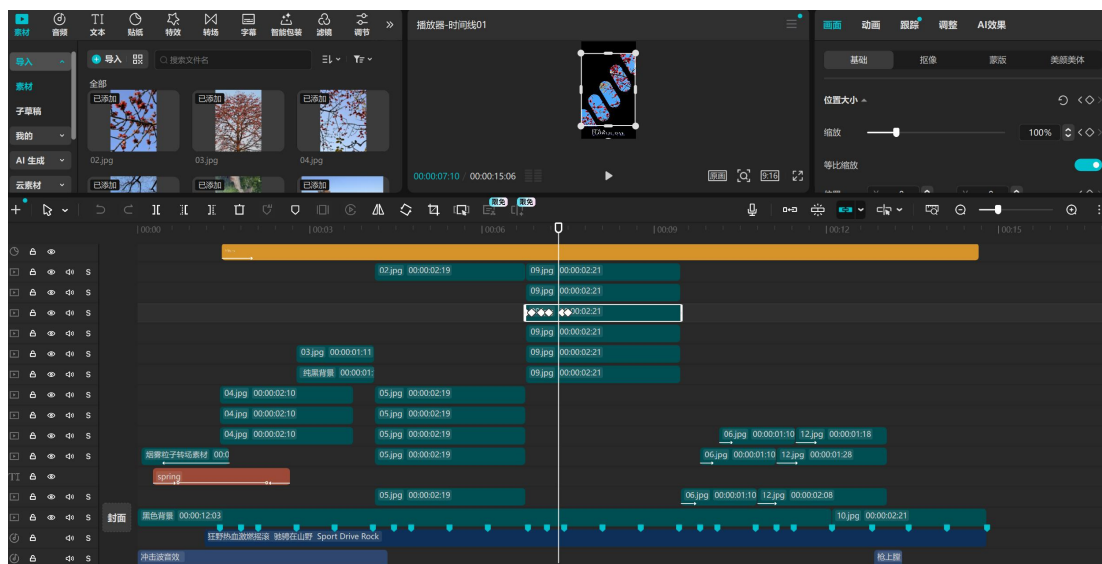 素材 音频 文本 贴纸 特效 转场 字幕 智能包装 滤镜 调节
播放器-时间线01
画面 动画 跟踪 调整 AI效果
导入
导入
搜索文件名
基础 抠像 蒙版 美颜美体
素材
全部
子草稿
我的
AI 生成
云素材
已添加 已添加 已添加
02.jpg 03.jpg 04.jpg
已添加 已添加 已添加
00:00:07:10 / 00:00:15:06
原画 9:16
位置大小
缩放 100%
等比缩放
限免 限免
00:00 00:03 00:06 00:09 00:12 00:15
S 02.jpg 00:00:02:19 09.jpg 00:00:02:21
S 09.jpg 00:00:02:21
S 00:00:02:21
S 09.jpg 00:00:02:21
S 03.jpg 00:00:01:11 09.jpg 00:00:02:21
S 纯黑背景 00:00:01: 09.jpg 00:00:02:21
S 04.jpg 00:00:02:10 05.jpg 00:00:02:19
S 04.jpg 00:00:02:10 05.jpg 00:00:02:19
S 04.jpg 00:00:02:10 05.jpg 00:00:02:19 06.jpg 00:00:01:10 12.jpg 00:00:01:18
S 烟雾粒子转场素材 00:0 05.jpg 00:00:02:19 06.jpg 00:00:01:10 12.jpg 00:00:01:28
TI spring
S 05.jpg 00:00:02:19 06.jpg 00:00:01:10 12.jpg 00:00:02:08
S 封面 黑色背景 00:00:12:03 10.jpg 00:00:02:21
S 狂野热血激燃摇滚 驰骋在山野 Sport Drive Rock
S 冲击波音效 枪上膛